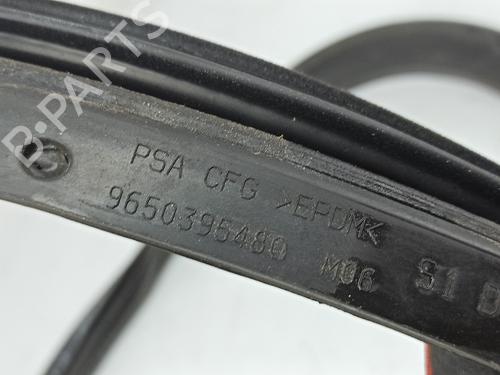 B-PARTS
PSA CFG >EPDM<
9650395480 M06 S1